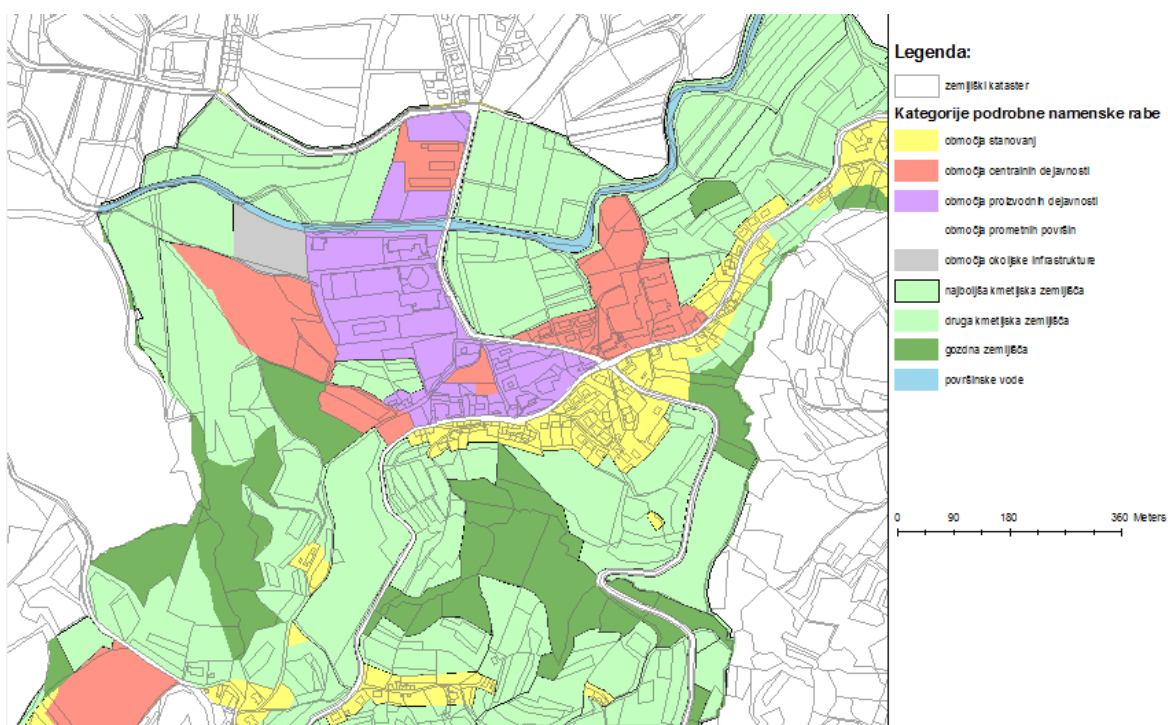 Legenda:
zemljiški kataster
Kategorije podrobne namenske rabe
območja stanovanj
območja centralnih dejavnosti
območja proizvodnih dejavnosti
območja prometnih površin
območja okoljske infrastrukture
najboljša kmetijska zemljišča
druga kmetijska zemljišča
gozdna zemljišča
površinske vode
0 90 180 360 Meters